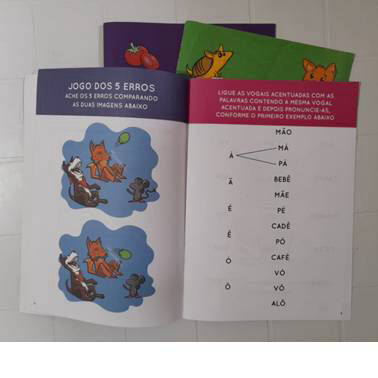 JOGO DOS 5 ERROS
ACHE OS 5 ERROS COMPARANDO
AS DUAS IMAGENS ABAIXO
LIGUE AS VOGAIS ACENTUADAS COM AS
PALAVRAS CONTENDO A MESMA VOGAL
ACENTUADA E DEPOIS PRONUNCIE-AS,
CONFORME O PRIMEIRO EXEMPLO ABAIXO
Á
Ã
É
Ê
Ó
Ô
MÃO
MÁ
PÁ
BEBÊ
MÃE
PÉ
CADÊ
PÓ
CAFÉ
VÓ
VÔ
ALÔ